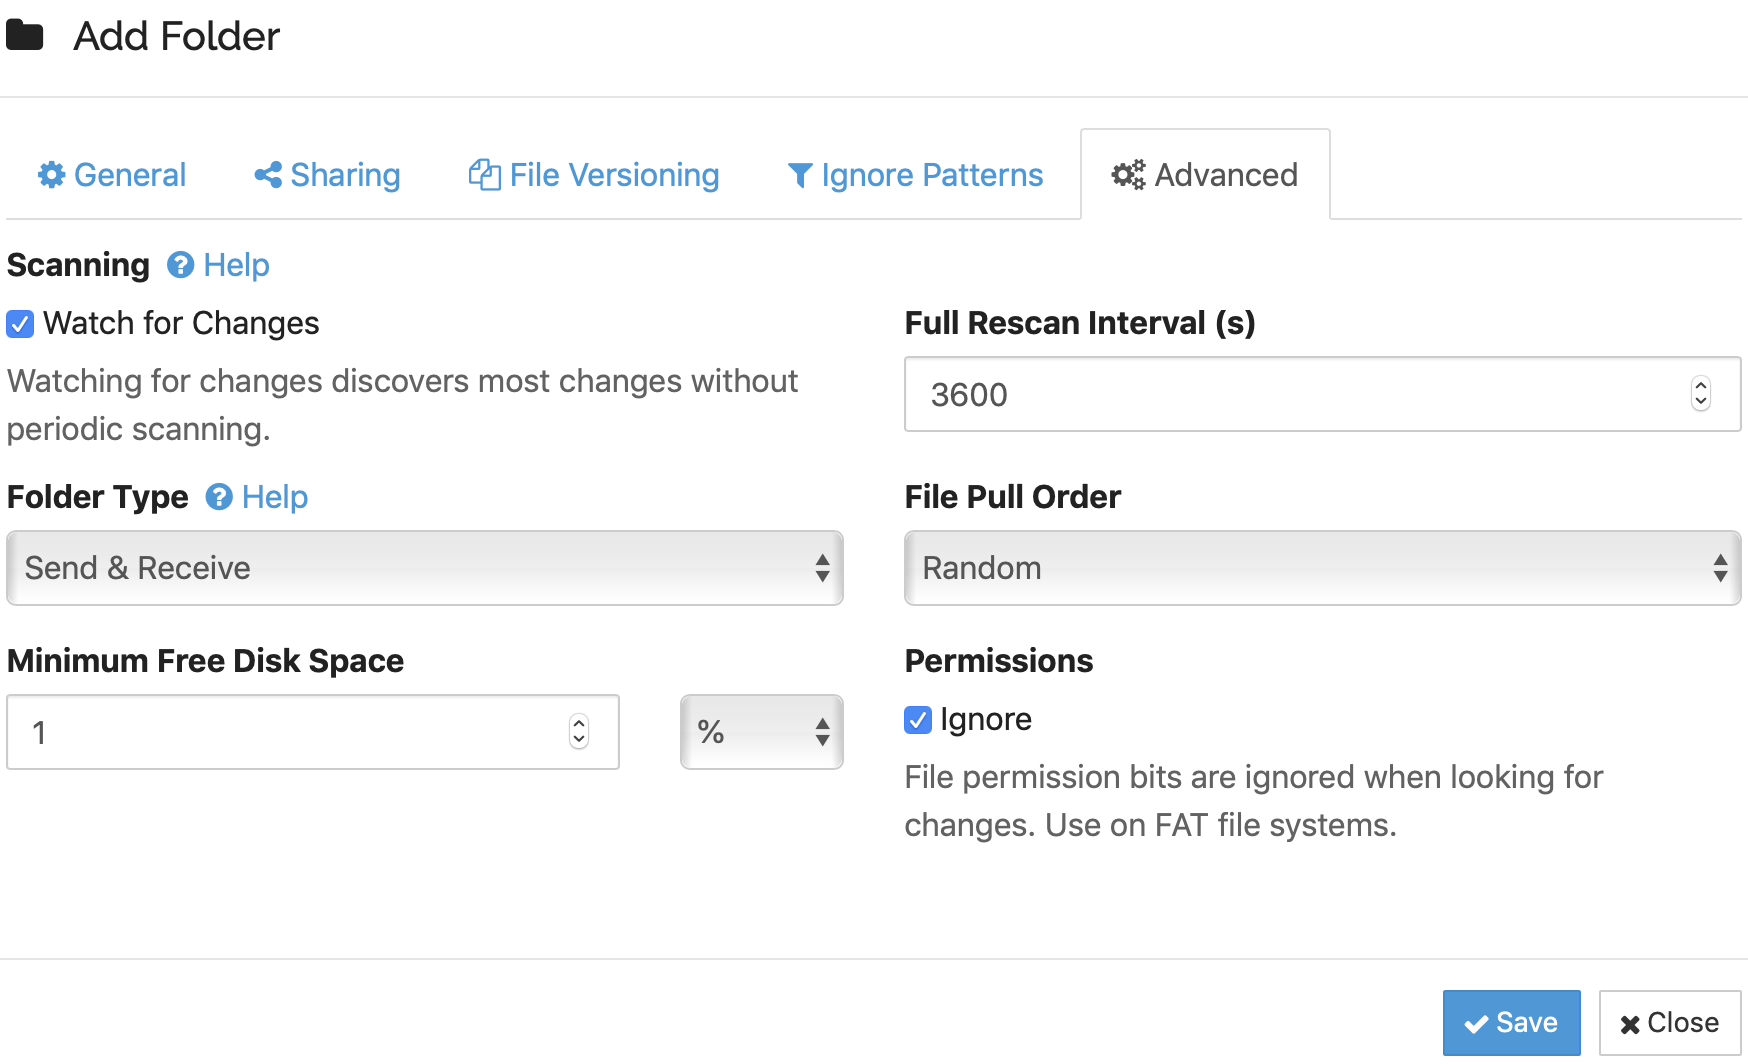 Add Folder
General
Sharing
File Versioning
Ignore Patterns
Advanced
Scanning Help
Watch for Changes
Watching for changes discovers most changes without
periodic scanning.
Full Rescan Interval (s)
3600
Folder Type Help
Send & Receive
File Pull Order
Random
Minimum Free Disk Space
1
%
Permissions
Ignore
File permission bits are ignored when looking for
changes. Use on FAT file systems.
Save
Close